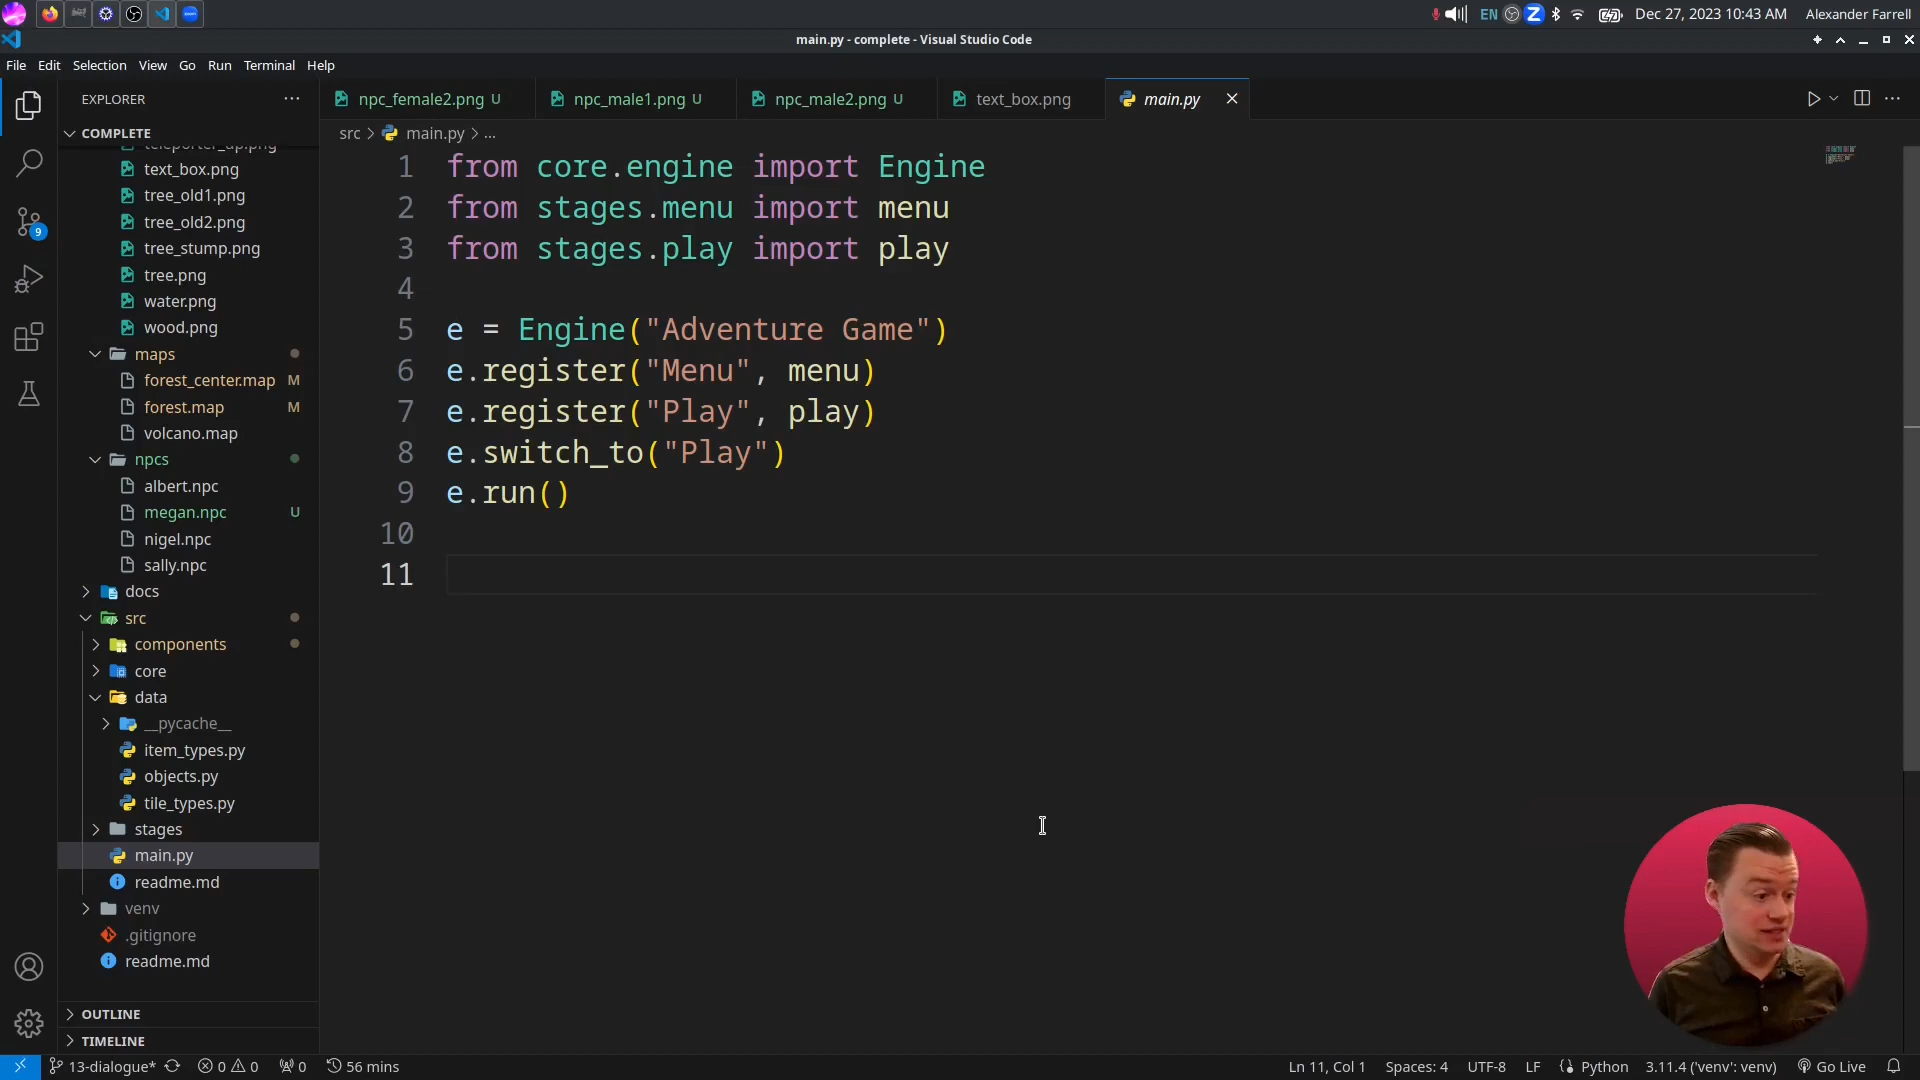 EN
Dec 27, 2023 10:43 AM
Alexander Farrell
main.py - complete - Visual Studio Code
File Edit Selection View Go Run Terminal Help
EXPLORER
npc_female2.png U
npc_male1.png U
npc_male2.png U
text_box.png
main.py
COMPLETE
src > main.py > ...
teleporter_up.png
text_box.png
tree_old1.png
tree_old2.png
tree_stump.png
tree.png
water.png
wood.png
maps
forest_center.map M
forest.map M
volcano.map
npcs
albert.npc
megan.npc U
nigel.npc
sally.npc
docs
src
components
core
data
__pycache__
item_types.py
objects.py
tile_types.py
stages
main.py
readme.md
venv
.gitignore
readme.md
OUTLINE
TIMELINE
9
1 from core.engine import Engine
2 from stages.menu import menu
3 from stages.play import play
4
5 e = Engine("Adventure Game")
6 e.register("Menu", menu)
7 e.register("Play", play)
8 e.switch_to("Play")
9 e.run()
10
11
13-dialogue* 0 0 0 56 mins
Ln 11, Col 1 Spaces: 4 UTF-8 LF Python 3.11.4 ('venv': venv) Go Live